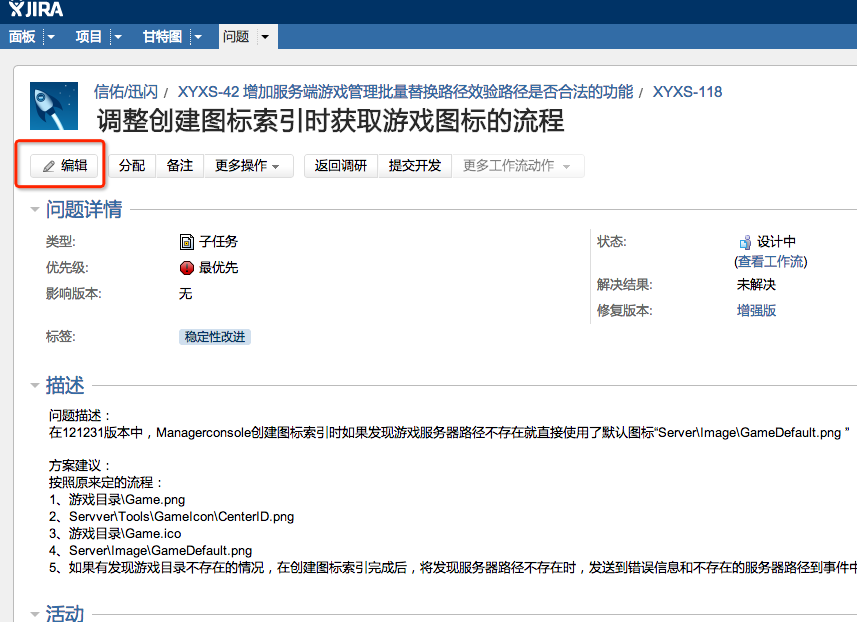 JIRA
面板 项目 甘特图 问题
信佑/迅闪 / XYXS-42 增加服务端游戏管理批量替换路径效验路径是否合法的功能 / XYXS-118
调整创建图标索引时获取游戏图标的流程
编辑 分配 备注 更多操作 返回调研 提交开发 更多工作流动作
问题详情
类型: 子任务 状态: 设计中
(查看工作流)
优先级: 最优先
解决结果: 未解决
影响版本: 无
修复版本: 增强版
标签: 稳定性改进
描述
问题描述：
在121231版本中，Managerconsole创建图标索引时如果发现游戏服务器路径不存在就直接使用了默认图标“Server\Image\GameDefault.png ”
方案建议：
按照原来定的流程：
1、游戏目录\Game.png
2、Servver\Tools\GameIcon\CenterID.png
3、游戏目录\Game.ico
4、Server\Image\GameDefault.png
5、如果有发现游戏目录不存在的情况，在创建图标索引完成后，将发现服务器路径不存在时，发送到错误信息和不存在的服务器路径到事件中
活动